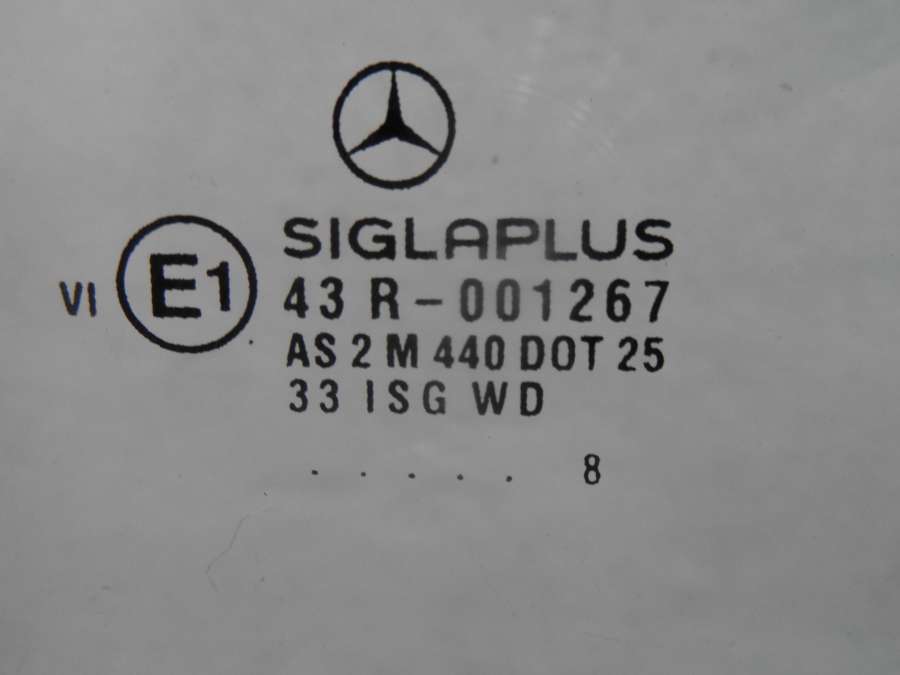 SIGLAPLUS
VI E1 43 R-001267
AS 2 M 440 DOT 25
33 ISG WD
. . . . . 8